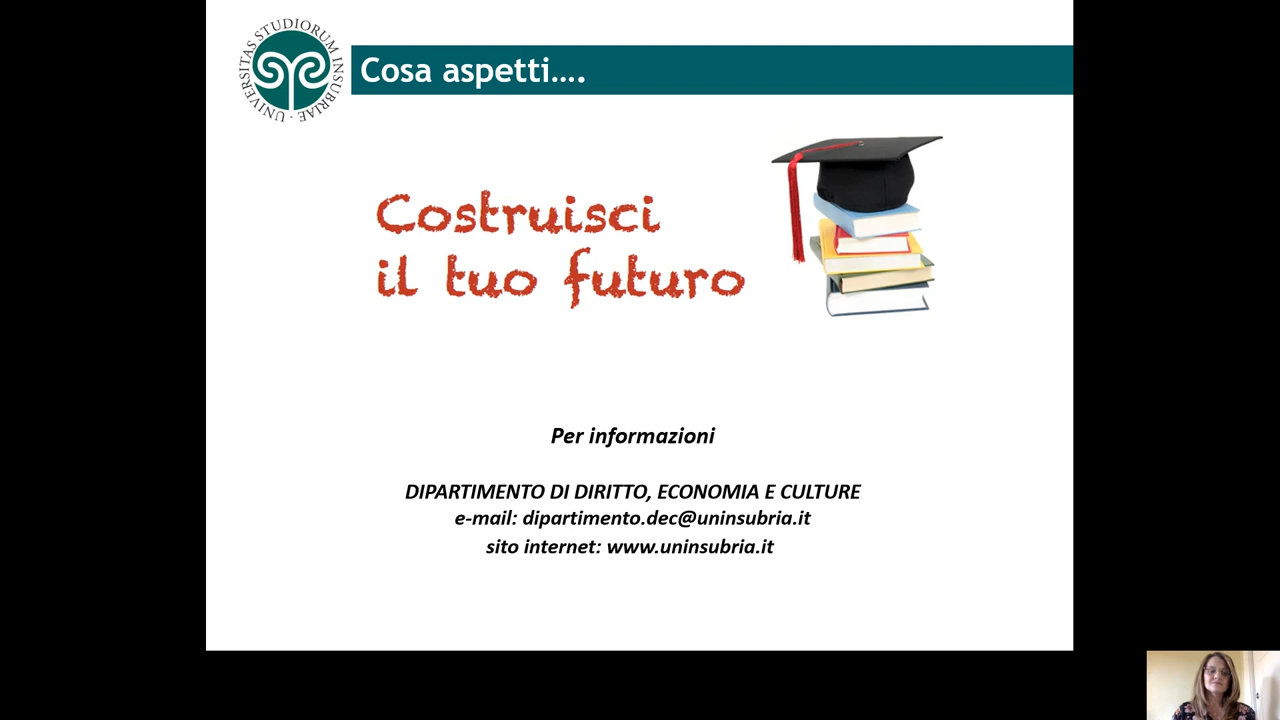 UNIVERSITAS STUDIORUM INSUBRIAE
Cosa aspetti....
Costruisci
il tuo futuro
Per informazioni
DIPARTIMENTO DI DIRITTO, ECONOMIA E CULTURE
e-mail: dipartimento.dec@uninsubria.it
sito internet: www.uninsubria.it